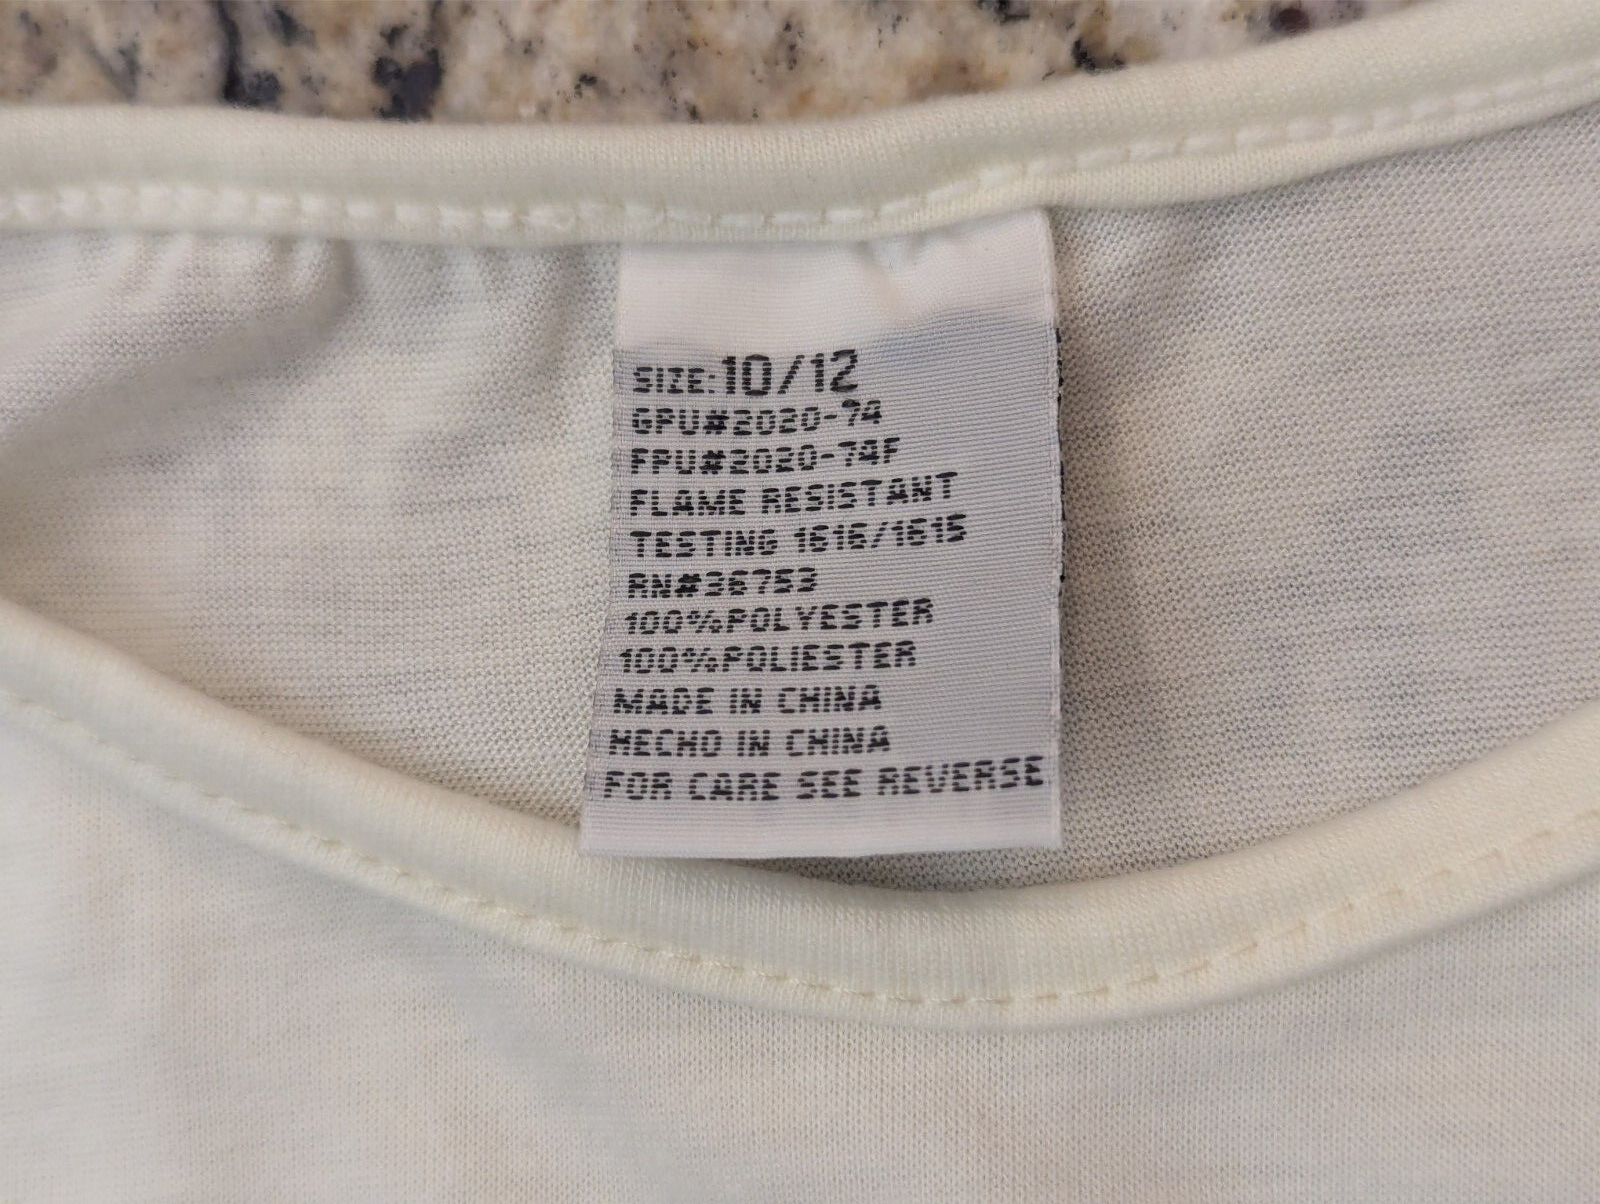 SIZE:10/12
GPU#2020-74
FPU#2020-74F
FLAME RESISTANT
TESTING 1616/1615
RN#36753
100%POLYESTER
100%POLIESTER
MADE IN CHINA
HECHO IN CHINA
FOR CARE SEE REVERSE